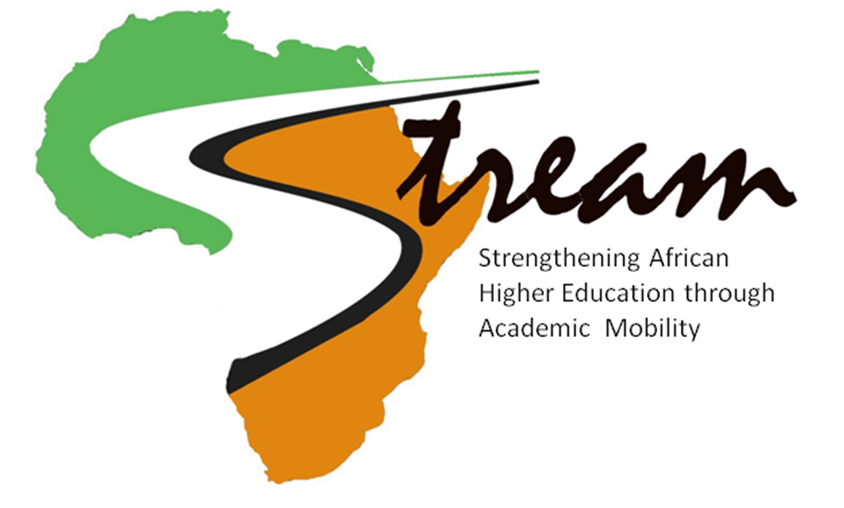 Stream
Strengthening African
Higher Education through
Academic Mobility